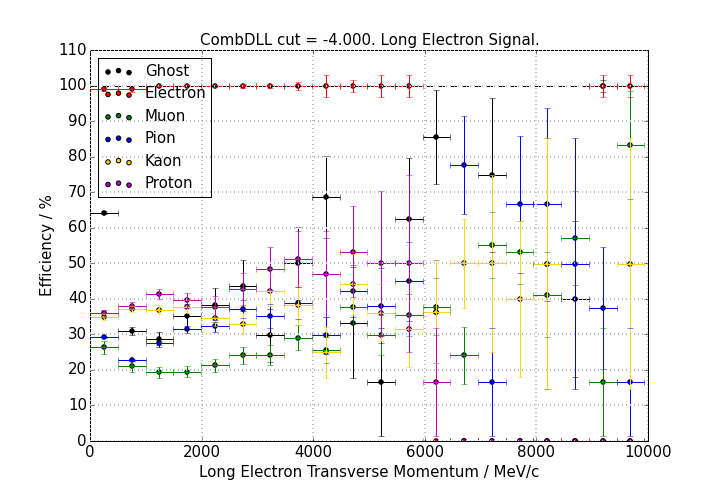 CombDLL cut = -4.000. Long Electron Signal.
110
100
90
80
70
60
50
40
30
20
10
0
Efficiency / %
Ghost
Electron
Muon
Pion
Kaon
Proton
0 2000 4000 6000 8000 10000
Long Electron Transverse Momentum / MeV/c